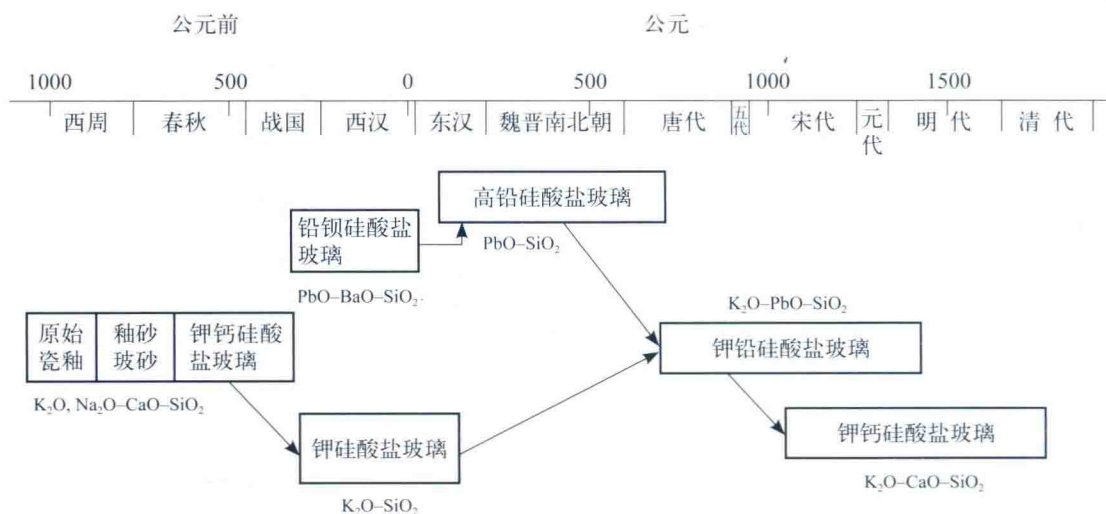 公元前 公元
1000 500 0 500 1000 1500
西周 春秋 战国 西汉 东汉 魏晋南北朝 唐代 五代 宋代 元代 明代 清代
高铅硅酸盐玻璃
PbO–SiO₂
铅钡硅酸盐
玻璃
PbO–BaO–SiO₂
K₂O–PbO–SiO₂
原始
瓷釉
釉砂
玻砂
钾钙硅酸
盐玻璃
钾铅硅酸盐玻璃
K₂O, Na₂O–CaO–SiO₂
钾硅酸盐玻璃
K₂O–SiO₂
钾钙硅酸盐玻璃
K₂O–CaO–SiO₂